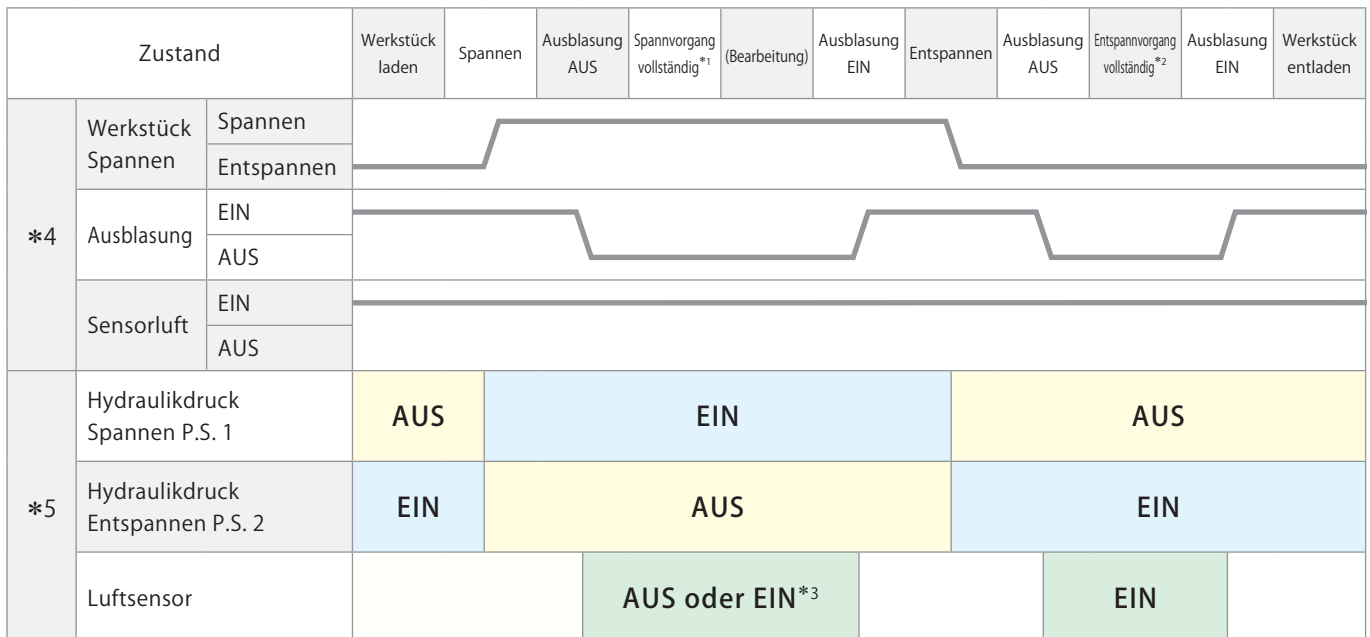 Zustand
Werkstück
laden
Spannen
Ausblasung
AUS
Spannvorgang
vollständig*1
(Bearbeitung)
Ausblasung
EIN
Entspannen
Ausblasung
AUS
Entspannvorgang
vollständig*2
Ausblasung
EIN
Werkstück
entladen
*4
Werkstück
Spannen
Spannen
Entspannen
Ausblasung
EIN
AUS
Sensorluft
EIN
AUS
*5
Hydraulikdruck
Spannen P.S. 1
AUS
EIN
AUS
Hydraulikdruck
Entspannen P.S. 2
EIN
AUS
EIN
Luftsensor
AUS oder EIN*3
EIN